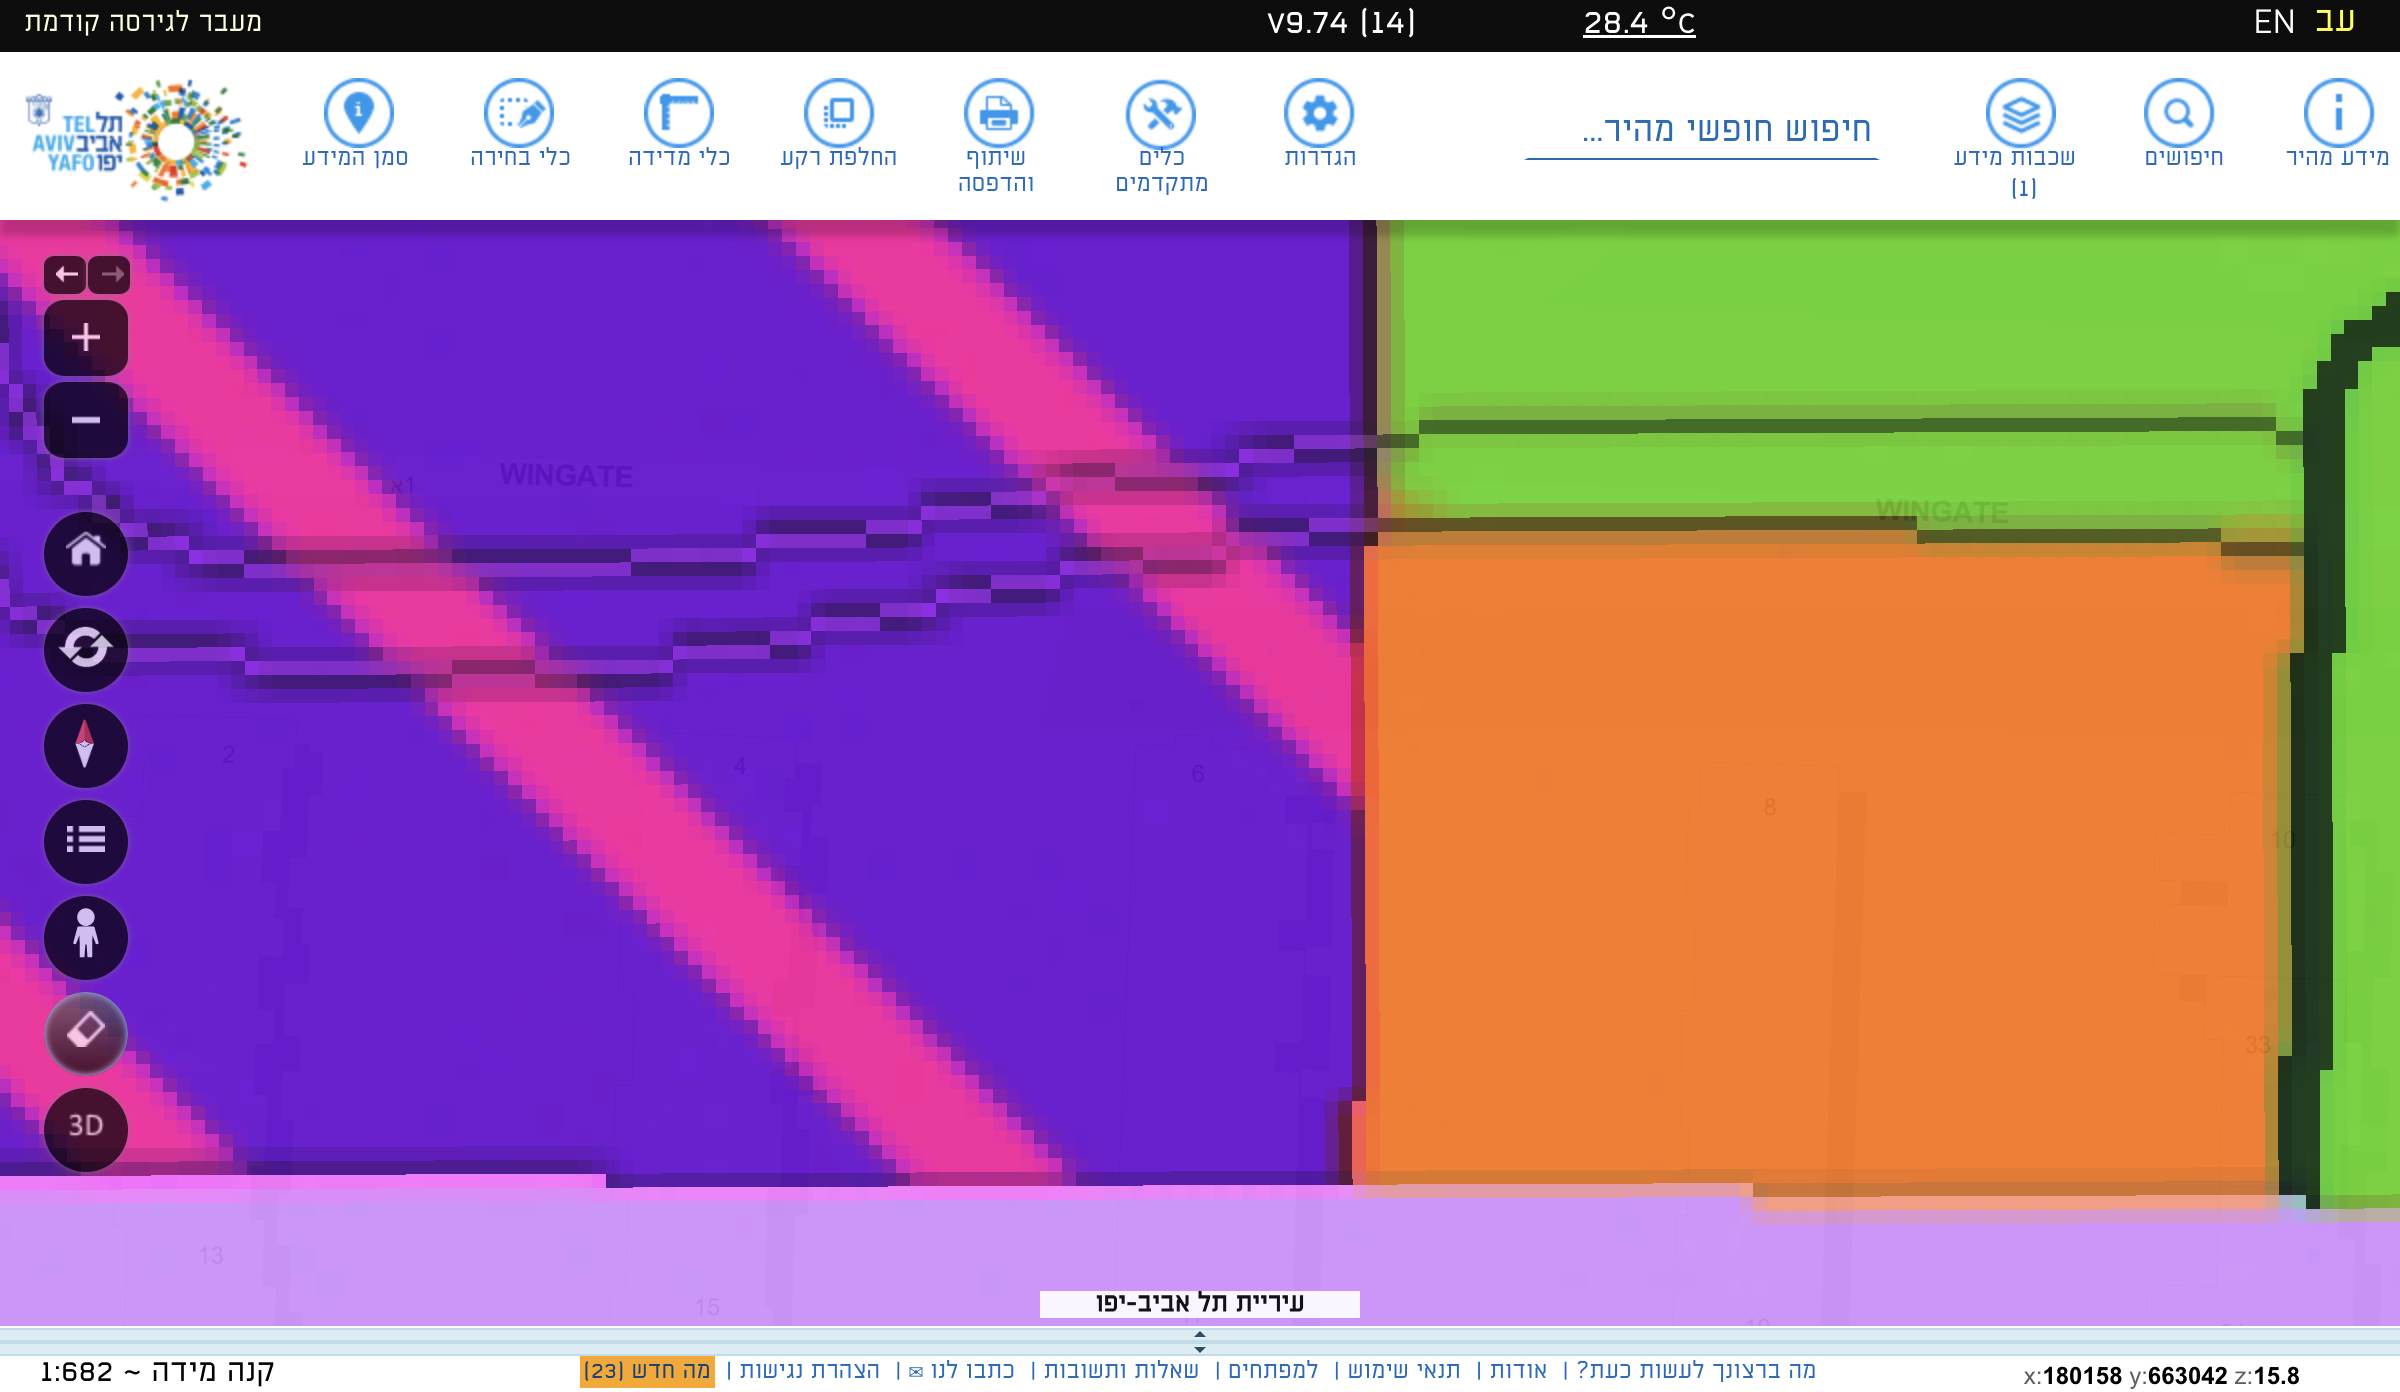 מעבר לגירסה קודמת
V9.74 (14)
28.4 °C
EN עב
תל אביב יפו
TEL AVIV YAFO
סמן המידע
כלי בחירה
כלי מדידה
החלפת רקע
שיתוף והדפסה
כלים מתקדמים
הגדרות
חיפוש חופשי מהיר...
שכבות מידע (1)
חיפושים
מידע מהיר
א1
WINGATE
WINGATE
2
4
6
8
10
33
3D
13
15
עיריית תל אביב-יפו
קנה מידה ~ 1:682
מה ברצונך לעשות כעת? | אודות | תנאי שימוש | למפתחים | שאלות ותשובות | כתבו לנו ✉ | הצהרת נגישות | מה חדש (23)
x:180158 y:663042 z:15.8